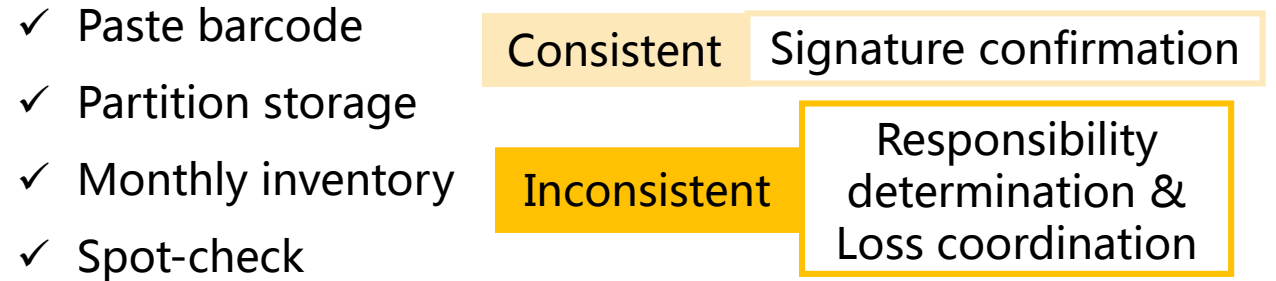 ✓ Paste barcode
✓ Partition storage
✓ Monthly inventory
✓ Spot-check
Consistent
Signature confirmation
Inconsistent
Responsibility
determination &
Loss coordination